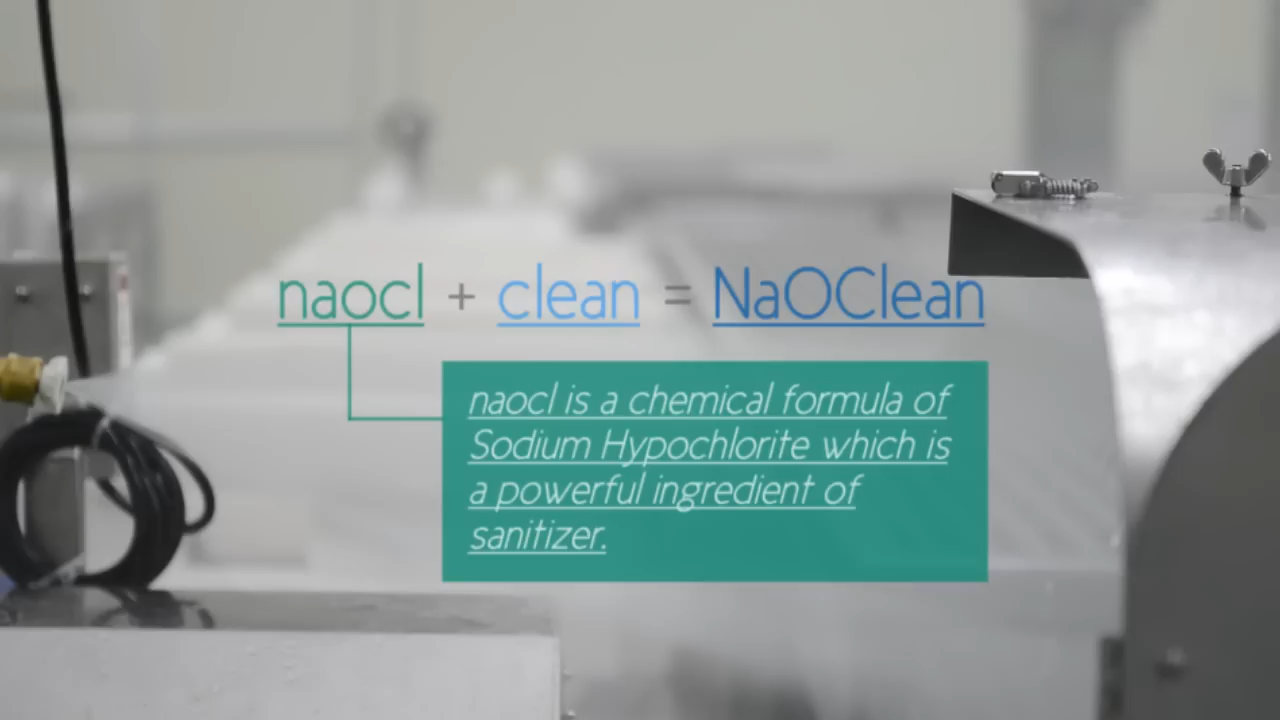 naocl + clean = NaOClean
naocl is a chemical formula of
Sodium Hypochlorite which is
a powerful ingredient of
sanitizer.